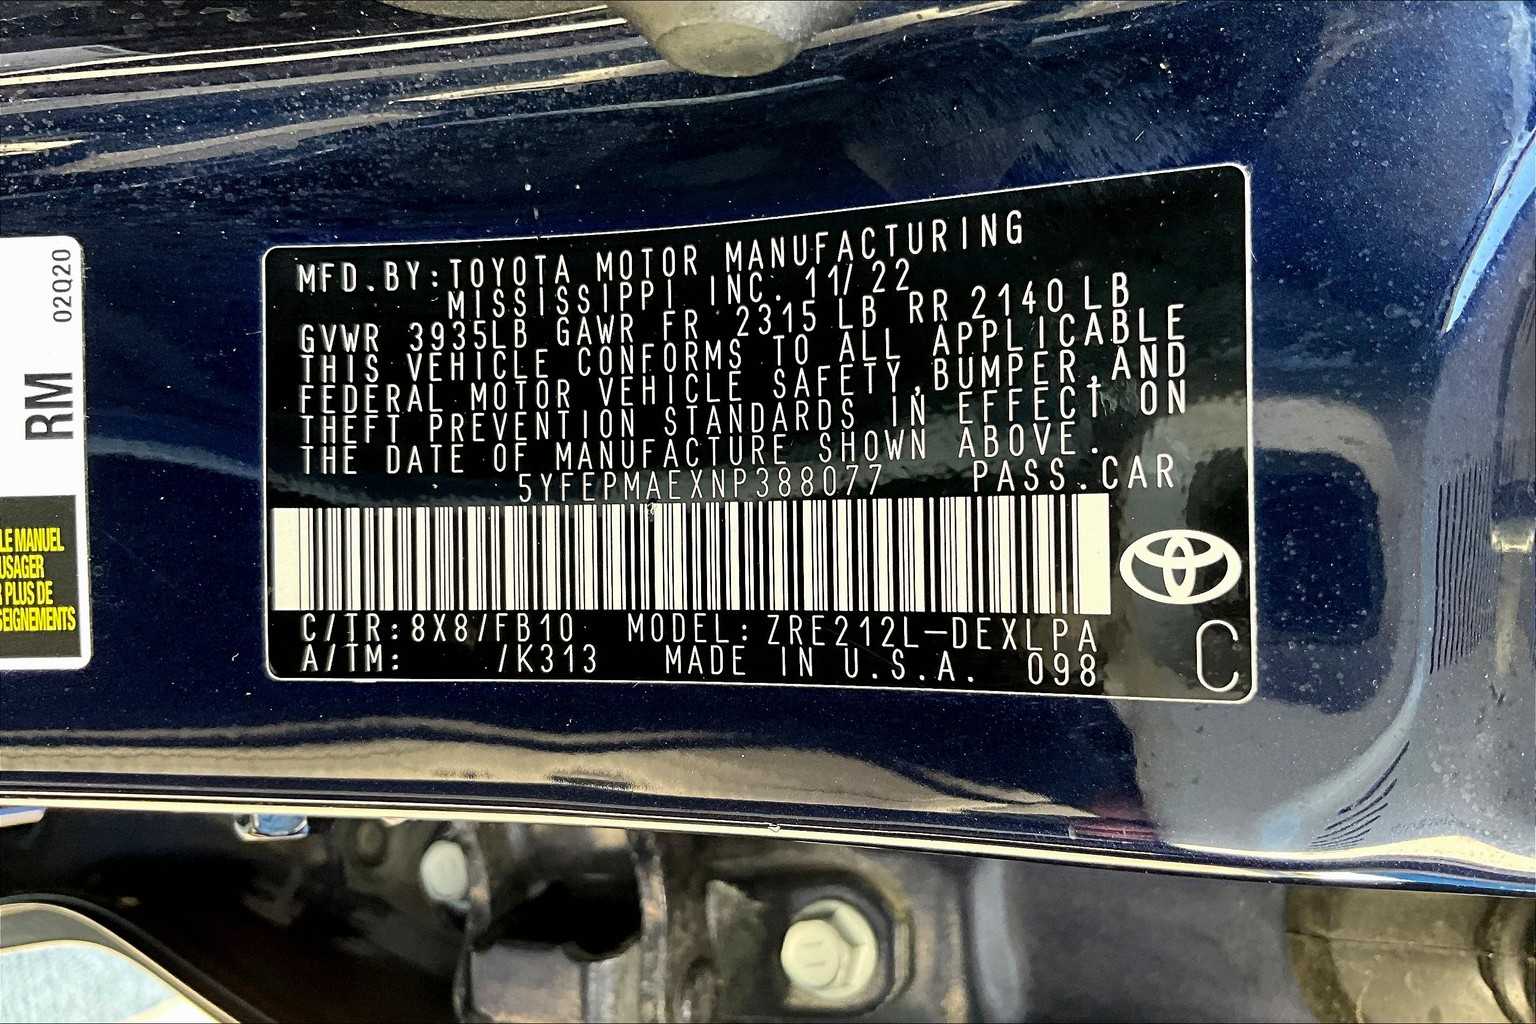 02Q20
RM
LE MANUEL
USAGER
R PLUS DE
SEIGNEMENTS
MFD.BY:TOYOTA MOTOR MANUFACTURING
MISSISSIPPI INC. 11/22
GVWR 3935LB GAWR FR 2315 LB RR 2140 LB
THIS VEHICLE CONFORMS TO ALL APPLICABLE
FEDERAL MOTOR VEHICLE SAFETY,BUMPER,AND
THEFT PREVENTION STANDARDS IN EFFECT ON
THE DATE OF MANUFACTURE SHOWN ABOVE.
5YFEPMAEXNP388077 PASS.CAR
C/TR:8X8/FB10 MODEL:ZRE212L-DEXLPA
A/TM: /K313 MADE IN U.S.A. 098
C